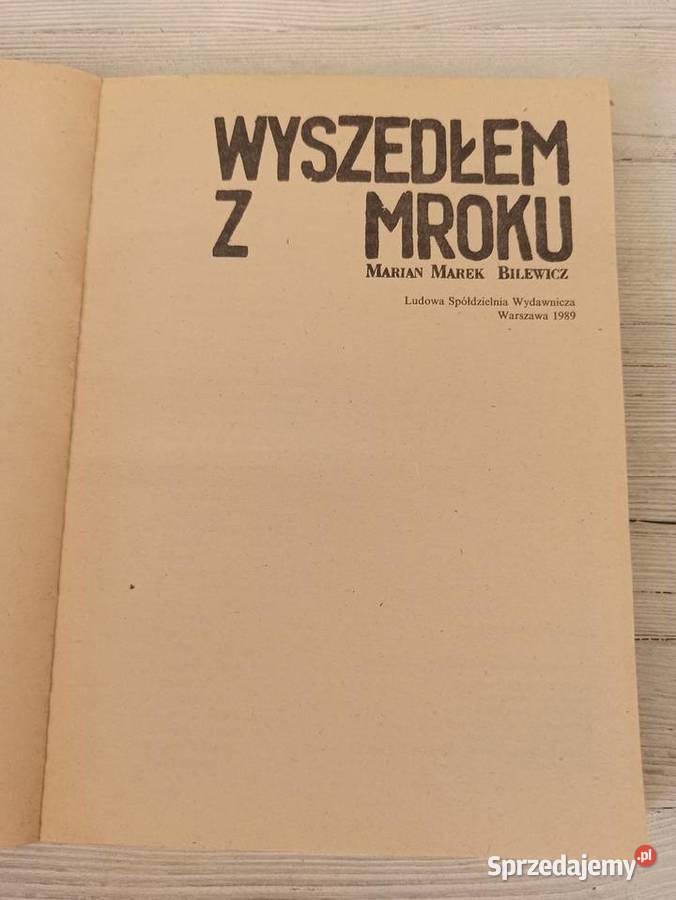 WYSZEDŁEM
Z MROKU
MARIAN MAREK BILEWICZ
Ludowa Spółdzielnia Wydawnicza
Warszawa 1989
Sprzedajemy.pl